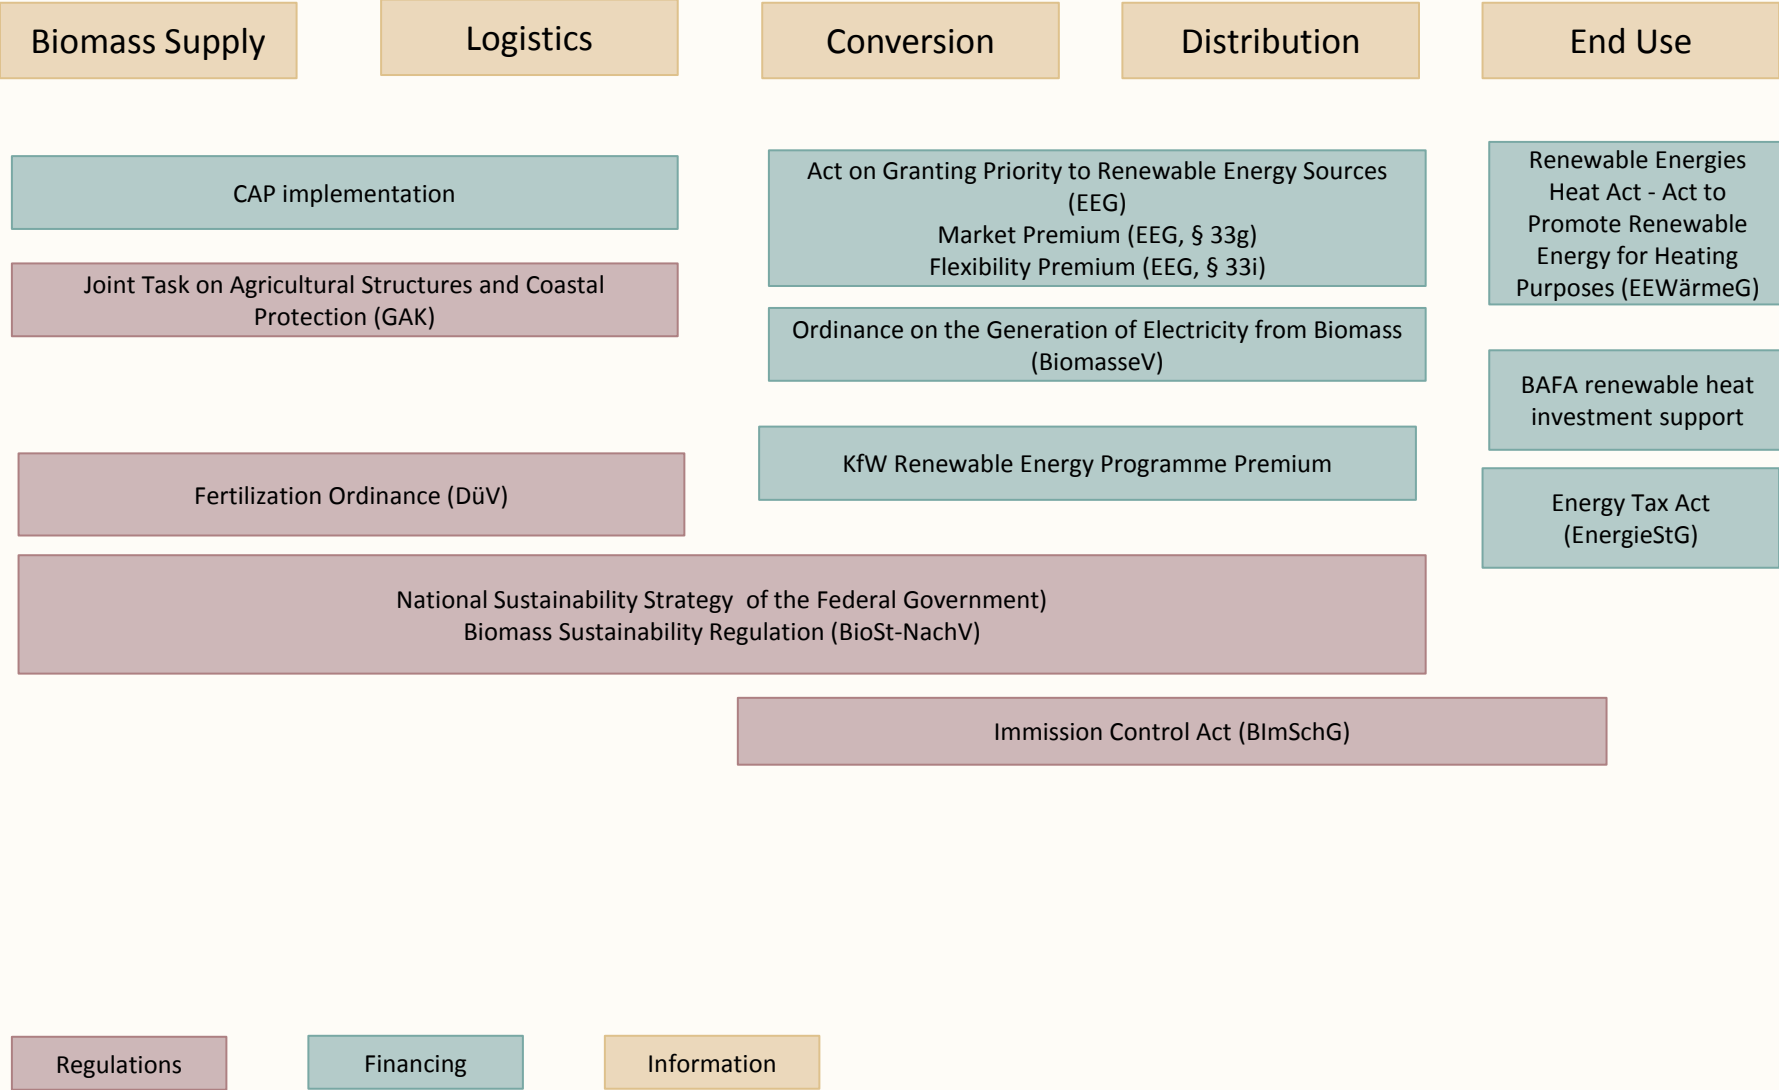 Biomass Supply
Logistics
Conversion
Distribution
End Use
CAP implementation
Act on Granting Priority to Renewable Energy Sources
(EEG)
Market Premium (EEG, § 33g)
Flexibility Premium (EEG, § 33i)
Renewable Energies
Heat Act - Act to
Promote Renewable
Energy for Heating
Purposes (EEWärmeG)
Joint Task on Agricultural Structures and Coastal
Protection (GAK)
Ordinance on the Generation of Electricity from Biomass
(BiomasseV)
BAFA renewable heat
investment support
KfW Renewable Energy Programme Premium
Fertilization Ordinance (DüV)
Energy Tax Act
(EnergieStG)
National Sustainability Strategy  of the Federal Government)
Biomass Sustainability Regulation (BioSt-NachV)
Immission Control Act (BImSchG)
Regulations
Financing
Information